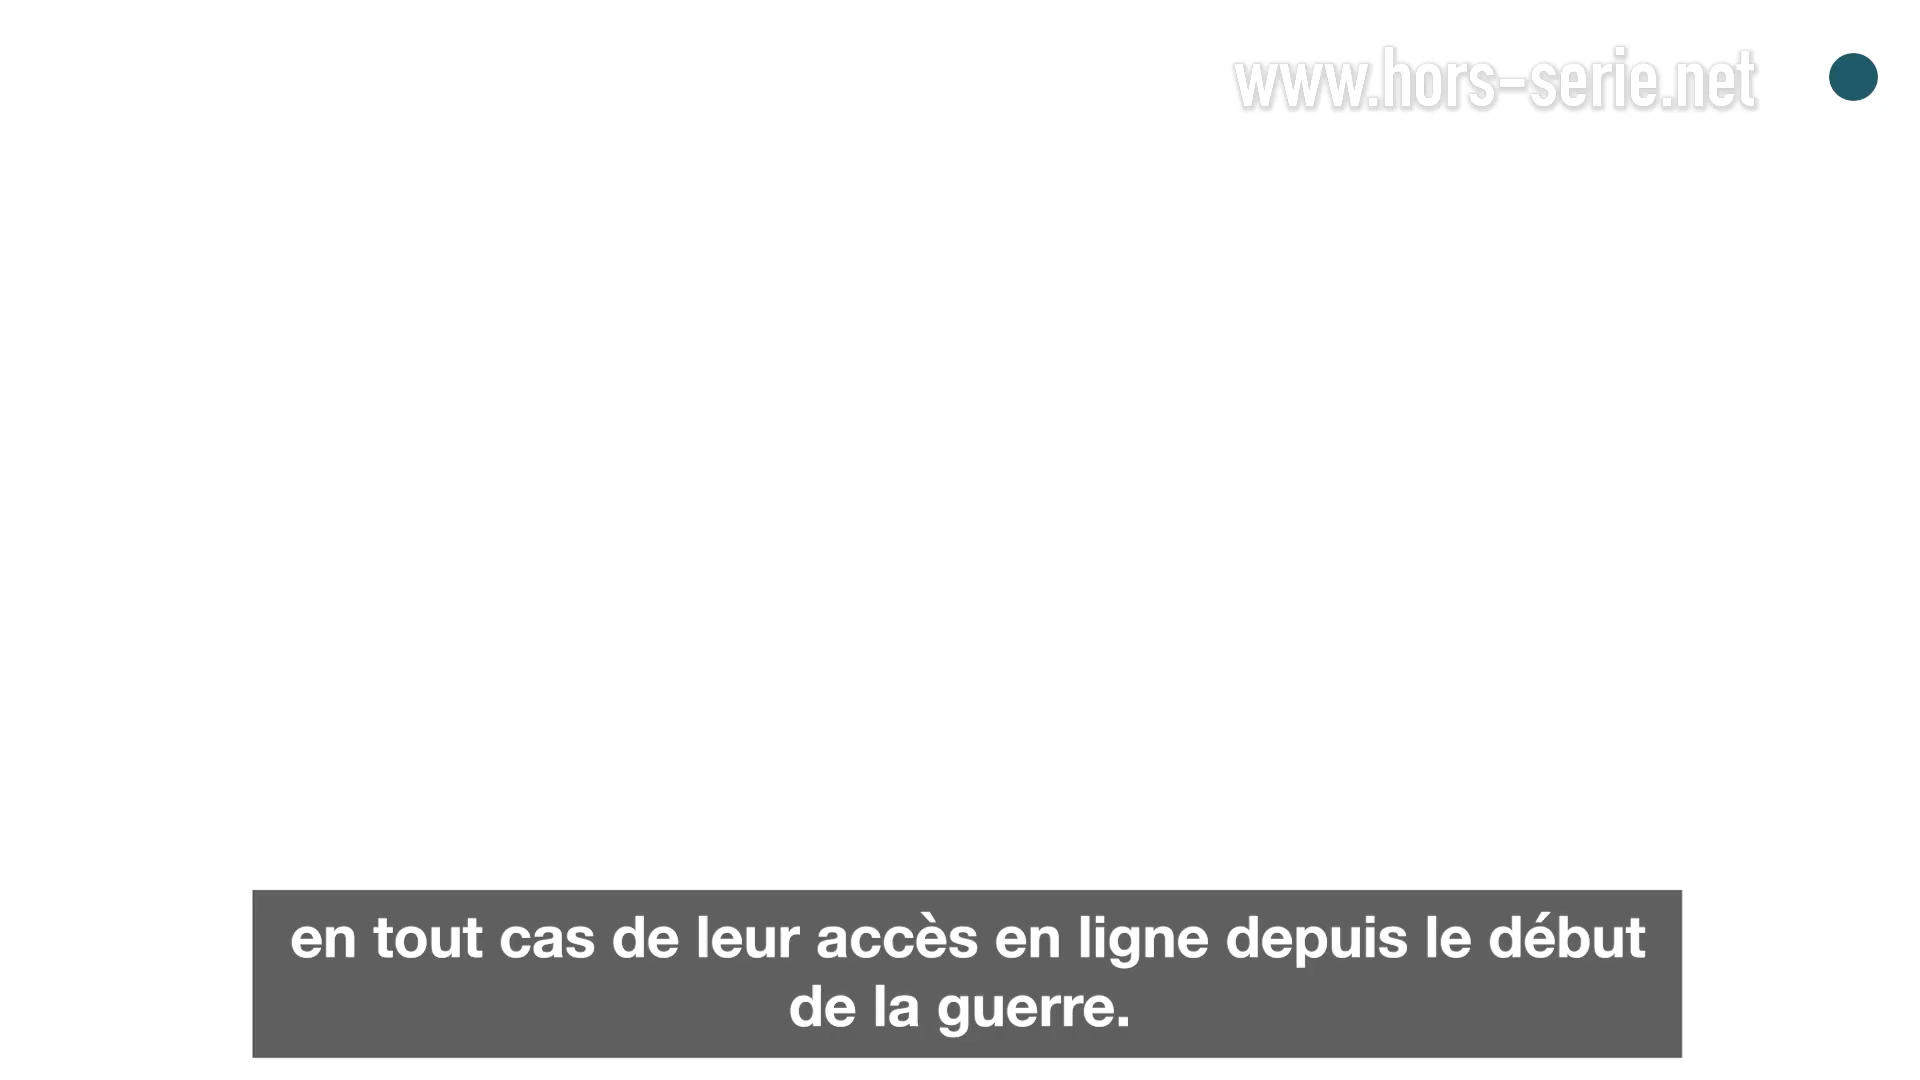 www.hors-serie.net
en tout cas de leur accès en ligne depuis le début
de la guerre.